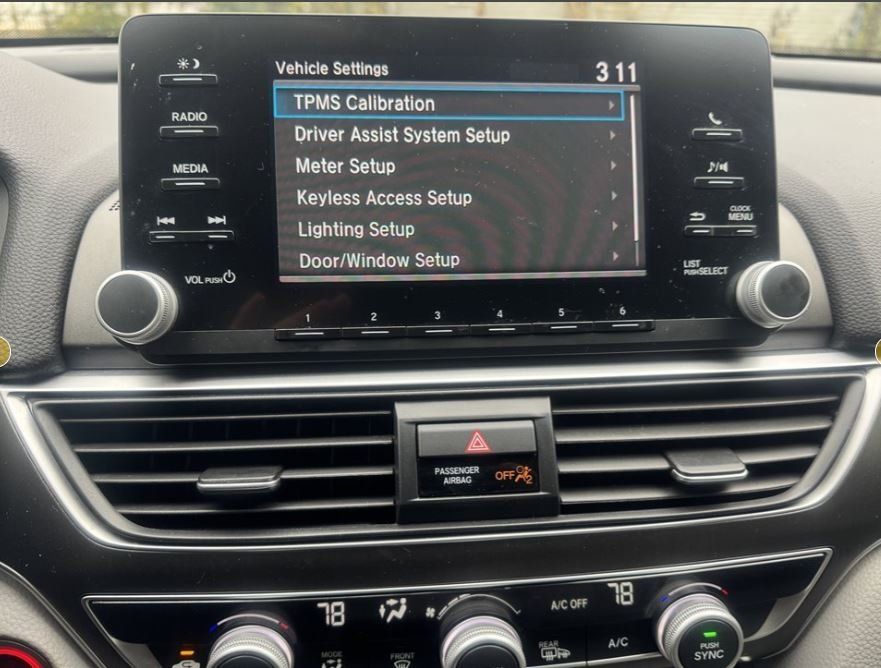 Vehicle Settings 3 11
TPMS Calibration
Driver Assist System Setup
Meter Setup
Keyless Access Setup
Lighting Setup
Door/Window Setup
RADIO
MEDIA
VOL PUSH
CLOCK
MENU
LIST
PUSH SELECT
1 2 3 4 5 6
PASSENGER
AIRBAG
OFF 2
78
A/C OFF
78
MODE
FRONT
REAR
A/C
PUSH
SYNC